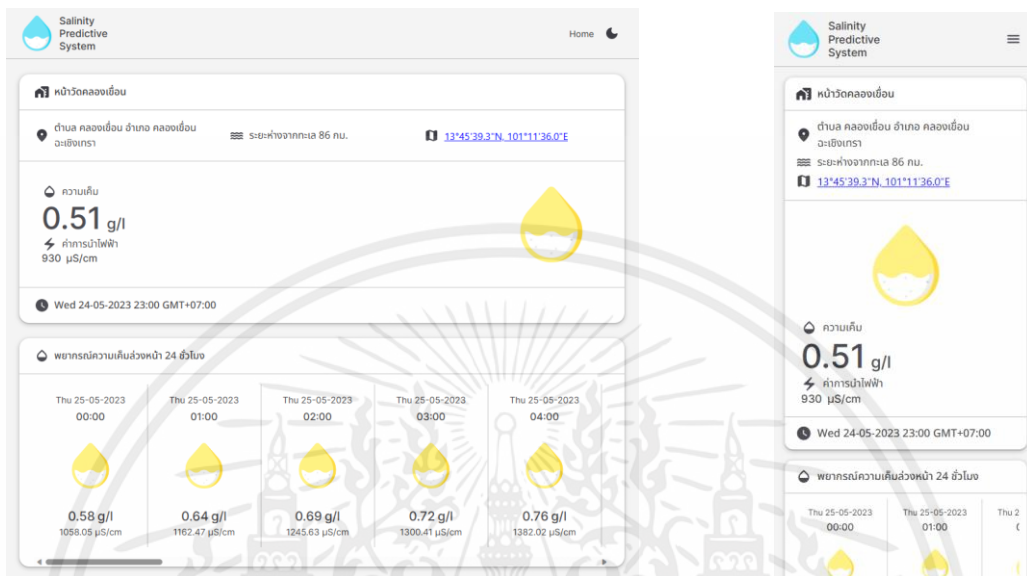 Salinity
Predictive
System
Home
หน้าวัดคลองเขื่อน
ตำบล คลองเขื่อน อำเภอ คลองเขื่อน
ฉะเชิงเทรา
ระยะห่างจากทะเล 86 กม.
13°45'39.3"N, 101°11'36.0"E
ความเค็ม
0.51 g/l
ค่าการนำไฟฟ้า
930 µS/cm
Wed 24-05-2023 23:00 GMT+07:00
พยากรณ์ความเค็มล่วงหน้า 24 ชั่วโมง
Thu 25-05-2023 Thu 25-05-2023 Thu 25-05-2023 Thu 25-05-2023 Thu 25-05-2023
00:00 01:00 02:00 03:00 04:00
0.58 g/l 0.64 g/l 0.69 g/l 0.72 g/l 0.76 g/l
1058.05 µS/cm 1162.47 µS/cm 1245.63 µS/cm 1300.41 µS/cm 1382.02 µS/cm
Salinity
Predictive
System
หน้าวัดคลองเขื่อน
ตำบล คลองเขื่อน อำเภอ คลองเขื่อน
ฉะเชิงเทรา
ระยะห่างจากทะเล 86 กม.
13°45'39.3"N, 101°11'36.0"E
ความเค็ม
0.51 g/l
ค่าการนำไฟฟ้า
930 µS/cm
Wed 24-05-2023 23:00 GMT+07:00
พยากรณ์ความเค็มล่วงหน้า 24 ชั่วโมง
Thu 25-05-2023 Thu 25-05-2023 Thu 2
00:00 01:00